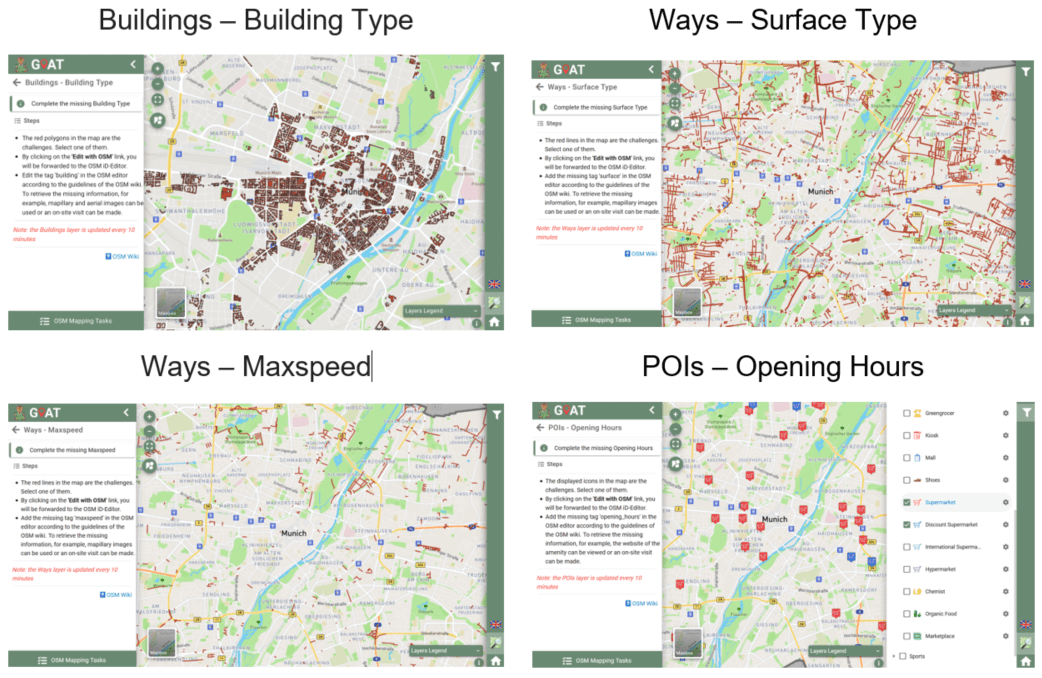 Buildings – Building Type
GOAT
Buildings - Building Type
Complete the missing Building Type
Steps
The red polygons in the map are the
challenges. Select one of them.
By clicking on the 'Edit with OSM' link, you
will be forwarded to the OSM iD-Editor.
Edit the tag 'building' in the OSM editor
according to the guidelines of the OSM wiki.
To retrieve the missing information, for
example, mapillary and aerial images can be
used or an on-site visit can be made.
Note: the Buildings layer is updated every 10
minutes
OSM Wiki
OSM Mapping Tasks
Layers Legend
Ways – Surface Type
GOAT
Ways - Surface Type
Complete the missing Surface Type
Steps
The red lines in the map are the challenges.
Select one of them.
By clicking on the 'Edit with OSM' link, you
will be forwarded to the OSM iD-Editor.
Add the missing tag 'surface' in the OSM
editor according to the guidelines of the
OSM wiki. To retrieve the missing
information, for example, mapillary images
can be used or an on-site visit can be made.
Note: the Ways layer is updated every 10
minutes
OSM Wiki
OSM Mapping Tasks
Munich
Layers Legend
Ways – Maxspeed
GOAT
Ways - Maxspeed
Complete the missing Maxspeed
Steps
The red lines in the map are the challenges.
Select one of them.
By clicking on the 'Edit with OSM' link, you
will be forwarded to the OSM iD-Editor.
Add the missing tag 'maxspeed' in the OSM
editor according to the guidelines of the
OSM wiki. To retrieve the missing
information, for example, mapillary images
can be used or an on-site visit can be made.
Note: the Ways layer is updated every 10
minutes
OSM Wiki
OSM Mapping Tasks
Munich
Layers Legend
POIs – Opening Hours
GOAT
POIs - Opening Hours
Complete the missing Opening Hours
Steps
The displayed icons in the map are the
challenges. Select one of them.
By clicking on the 'Edit with OSM' link, you
will be forwarded to the OSM iD-Editor.
Add the missing tag 'opening_hours' in the
OSM editor according to the guidelines of
the OSM wiki. To retrieve the missing
information, for example, the website of the
amenity can be viewed or an on-site visit
can be made.
Note: the POIs layer is updated every 10
minutes
OSM Wiki
OSM Mapping Tasks
Munich
Layers Legend
Greengrocer
Kiosk
Mall
Shoes
Supermarket
Discount Supermarket
International Superma...
Hypermarket
Chemist
Organic Food
Marketplace
Sports